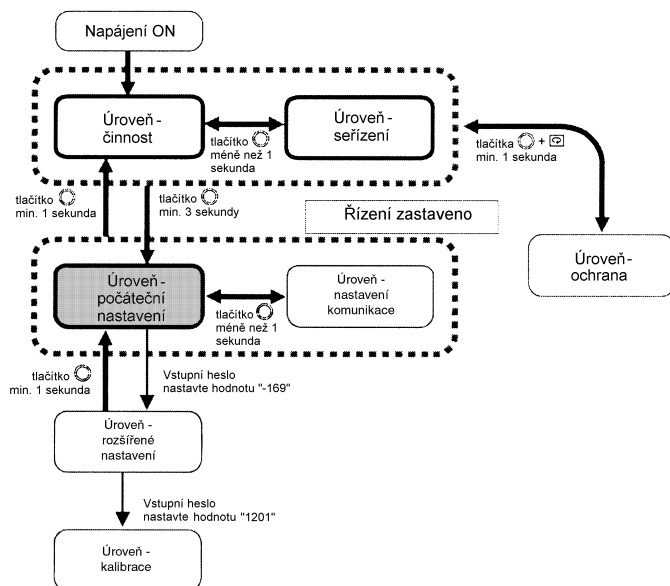 Napájení ON
Úroveň -
činnost
tlačítko
méně než 1
sekunda
Úroveň -
seřízení
tlačítka +
min. 1 sekunda
tlačítko
min. 1 sekunda
tlačítko
min. 3 sekundy
Řízení zastaveno
Úroveň-
ochrana
Úroveň -
počáteční
nastavení
tlačítko
méně než 1
sekunda
Úroveň -
nastavení
komunikace
tlačítko
min. 1 sekunda
Vstupní heslo
nastavte hodnotu "-169"
Úroveň -
rozšířené
nastavení
Vstupní heslo
nastavte hodnotu "1201"
Úroveň -
kalibrace